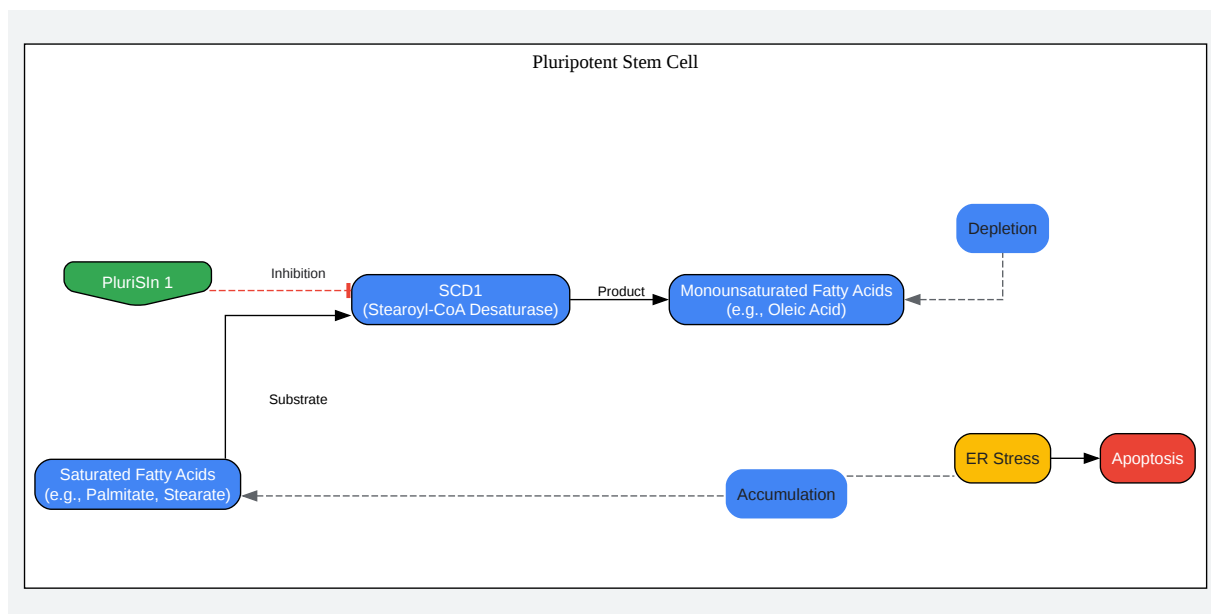 Pluripotent Stem Cell
Depletion
PluriSIn 1
Inhibition
SCD1
(Stearoyl-CoA Desaturase)
Product
Monounsaturated Fatty Acids
(e.g., Oleic Acid)
Substrate
Saturated Fatty Acids
(e.g., Palmitate, Stearate)
Accumulation
ER Stress
Apoptosis